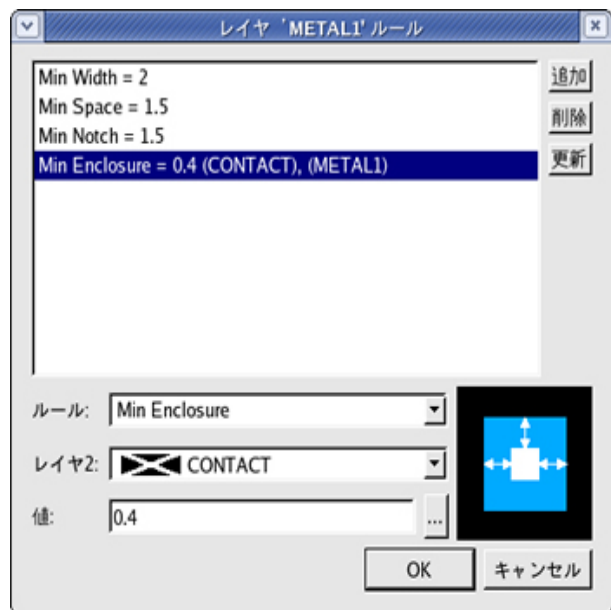 レイヤ 'METAL1' ルール
Min Width = 2
Min Space = 1.5
Min Notch = 1.5
Min Enclosure = 0.4 (CONTACT), (METAL1)
追加
削除
更新
ルール: Min Enclosure
レイヤ2: CONTACT
値: 0.4 ...
OK キャンセル